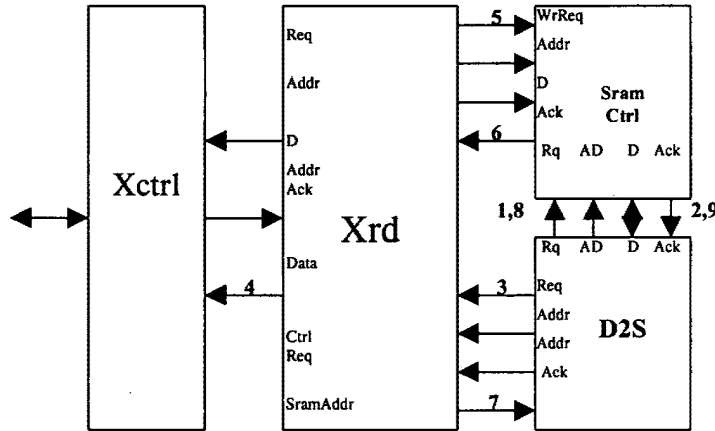 Xctrl
4
Req
Addr
D
Addr
Ack
Xrd
Data
Ctrl
Req
SramAddr
5
6
3
7
WrReq
Addr
D
Ack
Sram
Ctrl
Rq AD D Ack
1,8 2,9
Rq AD D Ack
Req
Addr
D2S
Addr
Ack